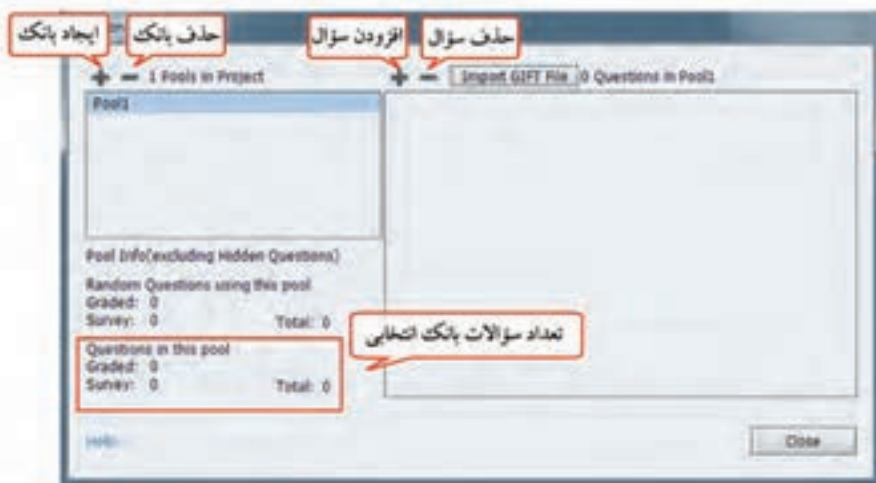 ایجاد بانک
حذف بانک
افزودن سؤال
حذف سؤال
1 Pools in Project
Import GIFT File
0 Questions in Pool1
Pool1
Pool Info(excluding Hidden Questions)
Random Questions using this pool
Graded: 0
Survey: 0 Total: 0
تعداد سؤالات بانک انتخابی
Questions in this pool
Graded: 0
Survey: 0 Total: 0
Help
Close